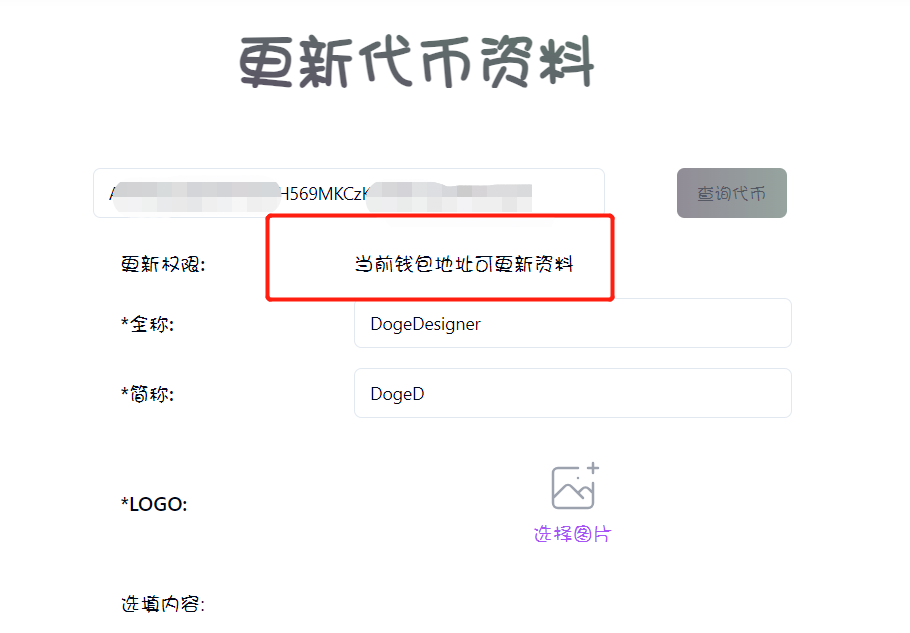 更新代币资料
H569MKCzK
查询代币
更新权限:
当前钱包地址可更新资料
*全称:
DogeDesigner
*简称:
DogeD
*LOGO:
选择图片
选填内容: